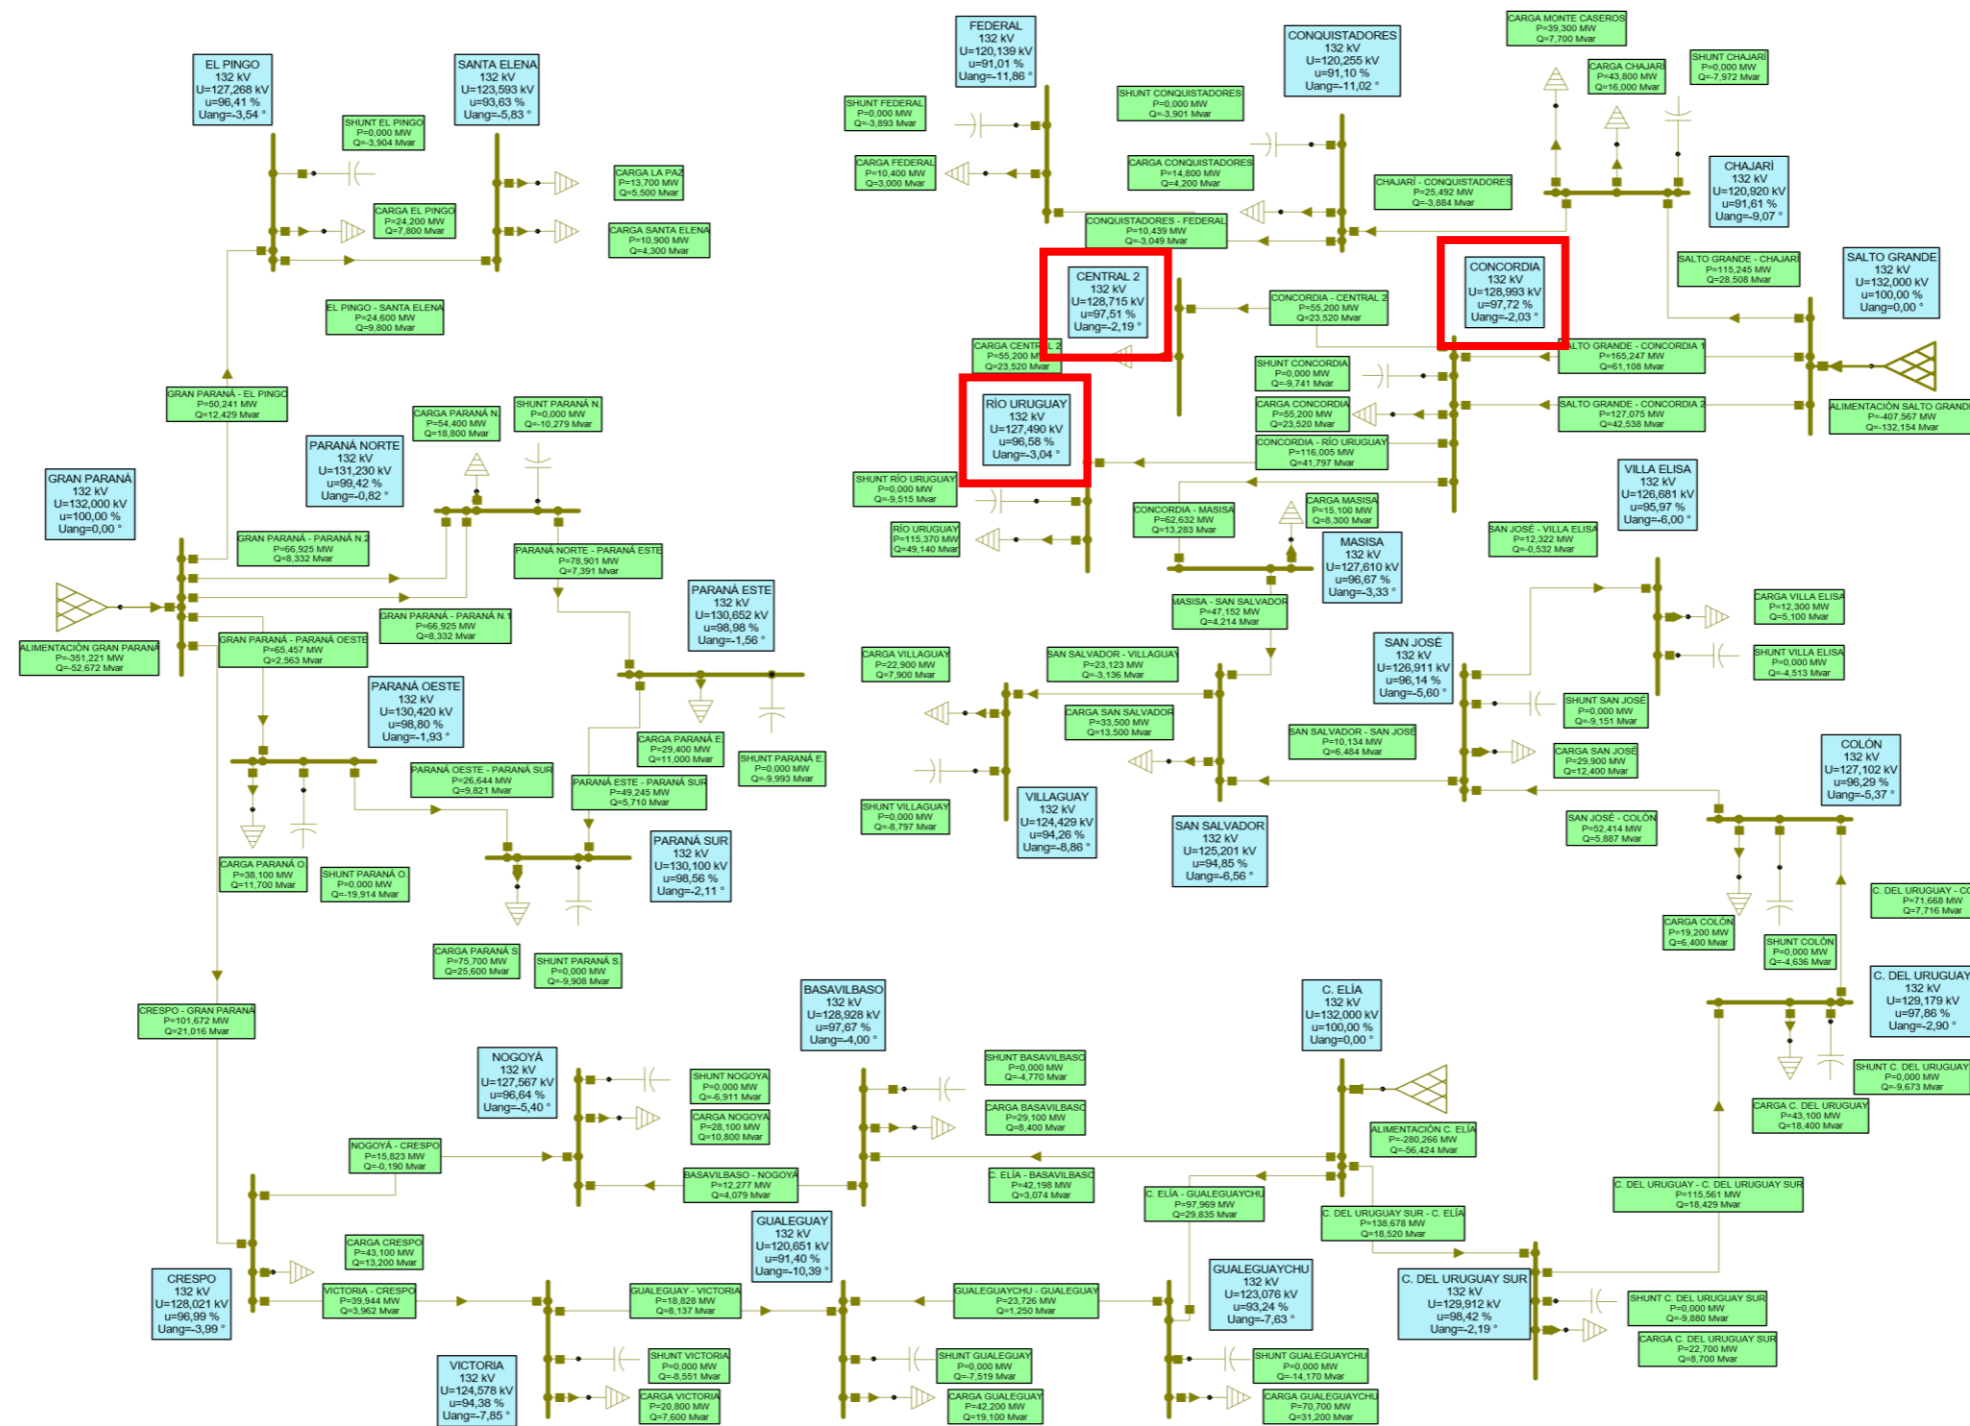 EL PINGO
132 kV
U=127,268 kV
u=96,41 %
Uang=-3,54 °
SANTA ELENA
132 kV
U=123,593 kV
u=93,63 %
Uang=-5,83 °
SHUNT EL PINGO
P=0,000 MW
Q=-3,904 Mvar
CARGA EL PINGO
P=24,200 MW
Q=7,800 Mvar
CARGA LA PAZ
P=13,700 MW
Q=5,500 Mvar
CARGA SANTA ELENA
P=10,900 MW
Q=4,300 Mvar
EL PINGO - SANTA ELENA
P=24,600 MW
Q=9,800 Mvar
GRAN PARANÁ - EL PINGO
P=50,241 MW
Q=12,429 Mvar
FEDERAL
132 kV
U=120,139 kV
u=91,01 %
Uang=-11,86 °
CONQUISTADORES
132 kV
U=120,255 kV
u=91,10 %
Uang=-11,02 °
SHUNT FEDERAL
P=0,000 MW
Q=-3,893 Mvar
CARGA FEDERAL
P=10,400 MW
Q=3,000 Mvar
SHUNT CONQUISTADORES
P=0,000 MW
Q=-3,901 Mvar
CARGA CONQUISTADORES
P=14,800 MW
Q=4,200 Mvar
CONQUISTADORES - FEDERAL
P=10,439 MW
Q=-3,049 Mvar
CHAJARÍ - CONQUISTADORES
P=25,492 MW
Q=-3,884 Mvar
CARGA MONTE CASEROS
P=39,300 MW
Q=7,700 Mvar
CARGA CHAJARÍ
P=43,800 MW
Q=16,000 Mvar
SHUNT CHAJARÍ
P=0,000 MW
Q=-7,972 Mvar
CHAJARÍ
132 kV
U=120,920 kV
u=91,61 %
Uang=-9,07 °
SALTO GRANDE - CHAJARÍ
P=115,245 MW
Q=28,508 Mvar
SALTO GRANDE
132 kV
U=132,000 kV
u=100,00 %
Uang=0,00 °
CENTRAL 2
132 kV
U=128,715 kV
u=97,51 %
Uang=-2,19 °
CONCORDIA
132 kV
U=128,993 kV
u=97,72 %
Uang=-2,03 °
CONCORDIA - CENTRAL 2
P=55,200 MW
Q=23,520 Mvar
CARGA CENTRAL 2
P=55,200 MW
Q=23,520 Mvar
SHUNT CONCORDIA
P=0,000 MW
Q=-9,741 Mvar
CARGA CONCORDIA
P=55,200 MW
Q=23,520 Mvar
ALTO GRANDE - CONCORDIA 1
P=165,247 MW
Q=61,108 Mvar
SALTO GRANDE - CONCORDIA 2
P=127,075 MW
Q=42,538 Mvar
ALIMENTACIÓN SALTO GRANDE
P=-407,567 MW
Q=-132,154 Mvar
RÍO URUGUAY
132 kV
U=127,490 kV
u=96,58 %
Uang=-3,04 °
CONCORDIA - RÍO URUGUAY
P=116,005 MW
Q=41,797 Mvar
SHUNT RÍO URUGUAY
P=0,000 MW
Q=-9,515 Mvar
RÍO URUGUAY
P=115,370 MW
Q=49,140 Mvar
CONCORDIA - MASISA
P=62,632 MW
Q=13,283 Mvar
CARGA MASISA
P=15,100 MW
Q=8,300 Mvar
MASISA
132 kV
U=127,610 kV
u=96,67 %
Uang=-3,33 °
MASISA - SAN SALVADOR
P=47,152 MW
Q=4,214 Mvar
VILLA ELISA
132 kV
U=126,681 kV
u=95,97 %
Uang=-6,00 °
SAN JOSÉ - VILLA ELISA
P=12,322 MW
Q=-0,532 Mvar
CARGA VILLA ELISA
P=12,300 MW
Q=5,100 Mvar
SHUNT VILLA ELISA
P=0,000 MW
Q=-4,513 Mvar
SAN JOSÉ
132 kV
U=126,911 kV
u=96,14 %
Uang=-5,60 °
SHUNT SAN JOSÉ
P=0,000 MW
Q=-9,151 Mvar
CARGA SAN JOSÉ
P=29,900 MW
Q=12,400 Mvar
CARGA VILLAGUAY
P=22,900 MW
Q=7,900 Mvar
SAN SALVADOR - VILLAGUAY
P=23,123 MW
Q=-3,136 Mvar
CARGA SAN SALVADOR
P=33,500 MW
Q=13,500 Mvar
SAN SALVADOR - SAN JOSÉ
P=10,134 MW
Q=6,484 Mvar
SHUNT VILLAGUAY
P=0,000 MW
Q=-8,797 Mvar
VILLAGUAY
132 kV
U=124,429 kV
u=94,26 %
Uang=-8,86 °
SAN SALVADOR
132 kV
U=125,201 kV
u=94,85 %
Uang=-6,56 °
SAN JOSÉ - COLÓN
P=52,414 MW
Q=5,887 Mvar
COLÓN
132 kV
U=127,102 kV
u=96,29 %
Uang=-5,37 °
CARGA COLÓN
P=19,200 MW
Q=6,400 Mvar
SHUNT COLÓN
P=0,000 MW
Q=-4,636 Mvar
C. DEL URUGUAY - CO
P=71,668 MW
Q=7,716 Mvar
C. DEL URUGUAY
132 kV
U=129,179 kV
u=97,86 %
Uang=-2,90 °
SHUNT C. DEL URUGUAY
P=0,000 MW
Q=-9,673 Mvar
CARGA C. DEL URUGUAY
P=43,100 MW
Q=18,400 Mvar
GRAN PARANÁ
132 kV
U=132,000 kV
u=100,00 %
Uang=0,00 °
PARANÁ NORTE
132 kV
U=131,230 kV
u=99,42 %
Uang=-0,82 °
CARGA PARANÁ N.
P=54,400 MW
Q=18,800 Mvar
SHUNT PARANÁ N.
P=0,000 MW
Q=-10,279 Mvar
GRAN PARANÁ - PARANÁ N.2
P=66,925 MW
Q=8,332 Mvar
PARANÁ NORTE - PARANÁ ESTE
P=78,901 MW
Q=7,391 Mvar
GRAN PARANÁ - PARANÁ N.1
P=66,925 MW
Q=8,332 Mvar
ALIMENTACIÓN GRAN PARANÁ
P=-351,221 MW
Q=-52,672 Mvar
GRAN PARANÁ - PARANÁ OESTE
P=65,457 MW
Q=2,563 Mvar
PARANÁ ESTE
132 kV
U=130,652 kV
u=98,98 %
Uang=-1,56 °
PARANÁ OESTE
132 kV
U=130,420 kV
u=98,80 %
Uang=-1,93 °
CARGA PARANÁ E.
P=29,400 MW
Q=11,000 Mvar
SHUNT PARANÁ E.
P=0,000 MW
Q=-9,993 Mvar
PARANÁ OESTE - PARANÁ SUR
P=26,644 MW
Q=9,821 Mvar
PARANÁ ESTE - PARANÁ SUR
P=49,245 MW
Q=5,710 Mvar
PARANÁ SUR
132 kV
U=130,100 kV
u=98,56 %
Uang=-2,11 °
CARGA PARANÁ O.
P=38,100 MW
Q=11,700 Mvar
SHUNT PARANÁ O.
P=0,000 MW
Q=-19,914 Mvar
CARGA PARANÁ S.
P=75,700 MW
Q=25,600 Mvar
SHUNT PARANÁ S.
P=0,000 MW
Q=-9,908 Mvar
CRESPO - GRAN PARANÁ
P=101,672 MW
Q=21,016 Mvar
BASAVILBASO
132 kV
U=128,928 kV
u=97,67 %
Uang=-4,00 °
C. ELÍA
132 kV
U=132,000 kV
u=100,00 %
Uang=0,00 °
NOGOYÁ
132 kV
U=127,567 kV
u=96,64 %
Uang=-5,40 °
SHUNT NOGOYA
P=0,000 MW
Q=-6,911 Mvar
CARGA NOGOYA
P=28,100 MW
Q=10,800 Mvar
SHUNT BASAVILBASO
P=0,000 MW
Q=-4,770 Mvar
CARGA BASAVILBASO
P=29,100 MW
Q=8,400 Mvar
ALIMENTACIÓN C. ELÍA
P=-280,266 MW
Q=-56,424 Mvar
NOGOYÁ - CRESPO
P=15,823 MW
Q=-0,190 Mvar
BASAVILBASO - NOGOYÁ
P=12,277 MW
Q=4,079 Mvar
C. ELÍA - BASAVILBASO
P=42,198 MW
Q=3,074 Mvar
C. ELÍA - GUALEGUAYCHU
P=97,969 MW
Q=29,835 Mvar
C. DEL URUGUAY SUR - C. ELÍA
P=138,678 MW
Q=18,520 Mvar
C. DEL URUGUAY - C. DEL URUGUAY SUR
P=115,561 MW
Q=18,429 Mvar
CARGA CRESPO
P=43,100 MW
Q=13,200 Mvar
CRESPO
132 kV
U=128,021 kV
u=96,99 %
Uang=-3,99 °
VICTORIA - CRESPO
P=39,944 MW
Q=3,962 Mvar
GUALEGUAY
132 kV
U=120,651 kV
u=91,40 %
Uang=-10,39 °
GUALEGUAY - VICTORIA
P=18,828 MW
Q=8,137 Mvar
GUALEGUAYCHU - GUALEGUAY
P=23,726 MW
Q=1,250 Mvar
GUALEGUAYCHU
132 kV
U=123,076 kV
u=93,24 %
Uang=-7,63 °
C. DEL URUGUAY SUR
132 kV
U=129,912 kV
u=98,42 %
Uang=-2,19 °
SHUNT C. DEL URUGUAY SUR
P=0,000 MW
Q=-9,880 Mvar
CARGA C. DEL URUGUAY SUR
P=22,700 MW
Q=8,700 Mvar
VICTORIA
132 kV
U=124,578 kV
u=94,38 %
Uang=-7,85 °
SHUNT VICTORIA
P=0,000 MW
Q=-8,551 Mvar
CARGA VICTORIA
P=20,800 MW
Q=7,600 Mvar
SHUNT GUALEGUAY
P=0,000 MW
Q=-7,519 Mvar
CARGA GUALEGUAY
P=42,200 MW
Q=19,100 Mvar
SHUNT GUALEGUAYCHU
P=0,000 MW
Q=-14,170 Mvar
CARGA GUALEGUAYCHU
P=70,700 MW
Q=31,200 Mvar